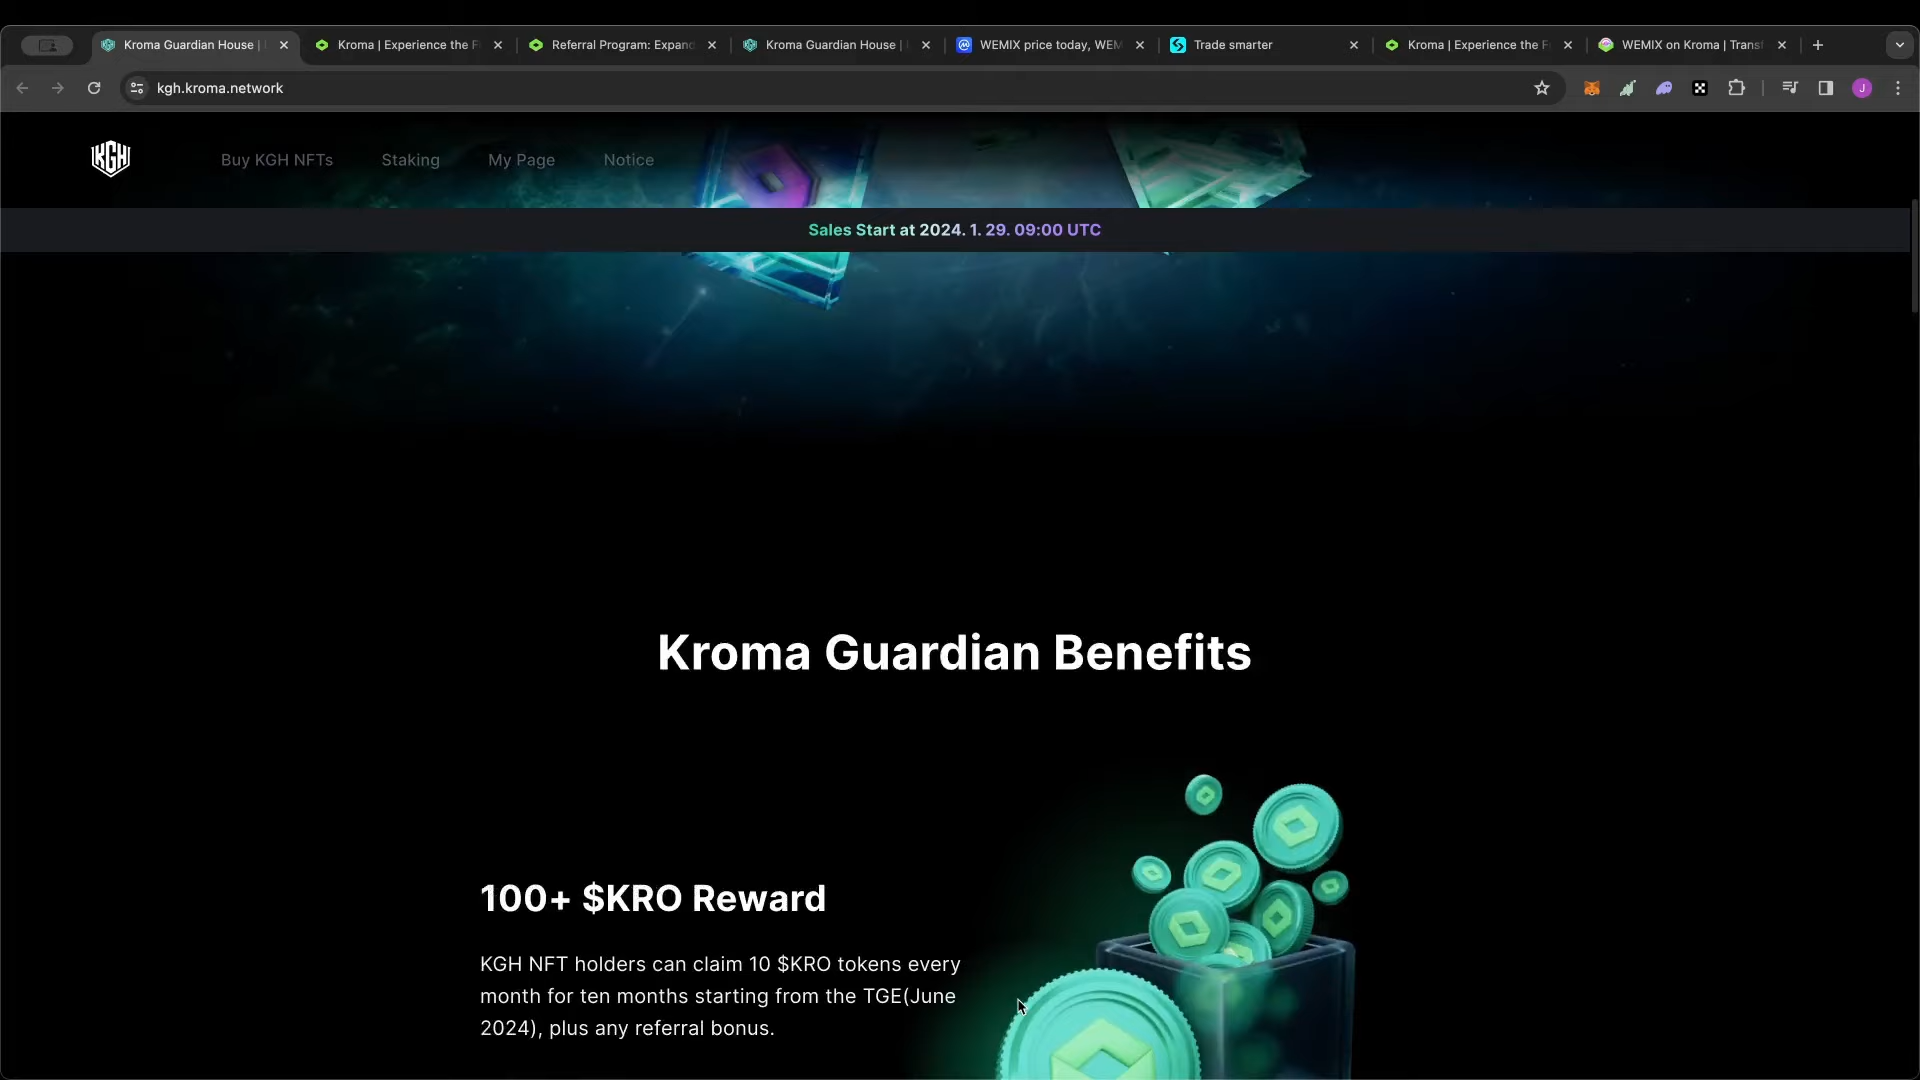 Kroma Guardian House |
Kroma | Experience the F
Referral Program: Expand
Kroma Guardian House |
WEMIX price today, WEM
Trade smarter
Kroma | Experience the F
WEMIX on Kroma | Transf
kgh.kroma.network
J
KGH
Buy KGH NFTs
Staking
My Page
Notice
Sales Start at 2024. 1. 29. 09:00 UTC
Kroma Guardian Benefits
100+ $KRO Reward
KGH NFT holders can claim 10 $KRO tokens every
month for ten months starting from the TGE(June
2024), plus any referral bonus.